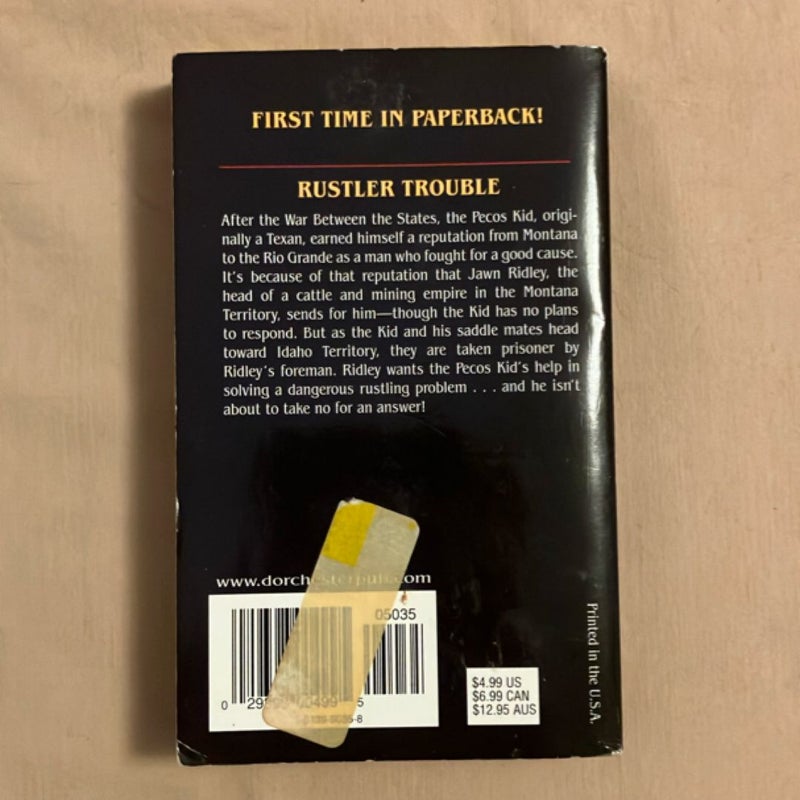 FIRST TIME IN PAPERBACK!
RUSTLER TROUBLE
After the War Between the States, the Pecos Kid, origi-
nally a Texan, earned himself a reputation from Montana
to the Rio Grande as a man who fought for a good cause.
It's because of that reputation that Jawn Ridley, the
head of a cattle and mining empire in the Montana
Territory, sends for him—though the Kid has no plans
to respond. But as the Kid and his saddle mates head
toward Idaho Territory, they are taken prisoner by
Ridley's foreman. Ridley wants the Pecos Kid's help in
solving a dangerous rustling problem . . . and he isn't
about to take no for an answer!
www.dorchesterpub.com
05035
0 5
$4.99 US
$6.99 CAN
$12.95 AUS
Printed in the U.S.A.